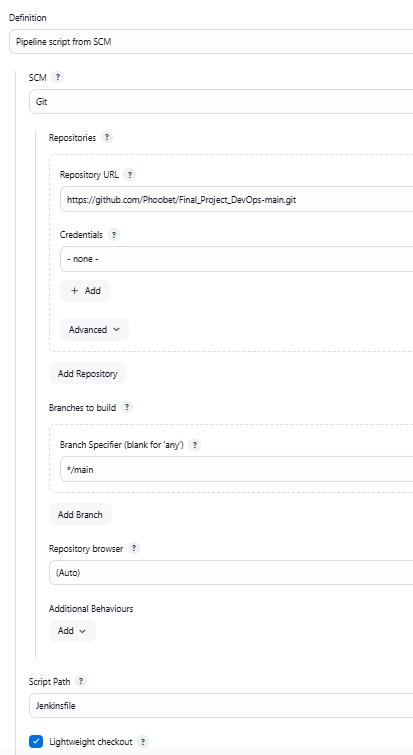 Definition
Pipeline script from SCM
SCM ?
Git
Repositories ?
Repository URL ?
https://github.com/Phoobet/Final_Project_DevOps-main.git
Credentials ?
- none -
+ Add
Advanced
Add Repository
Branches to build ?
Branch Specifier (blank for 'any') ?
*/main
Add Branch
Repository browser ?
(Auto)
Additional Behaviours
Add
Script Path ?
Jenkinsfile
Lightweight checkout ?